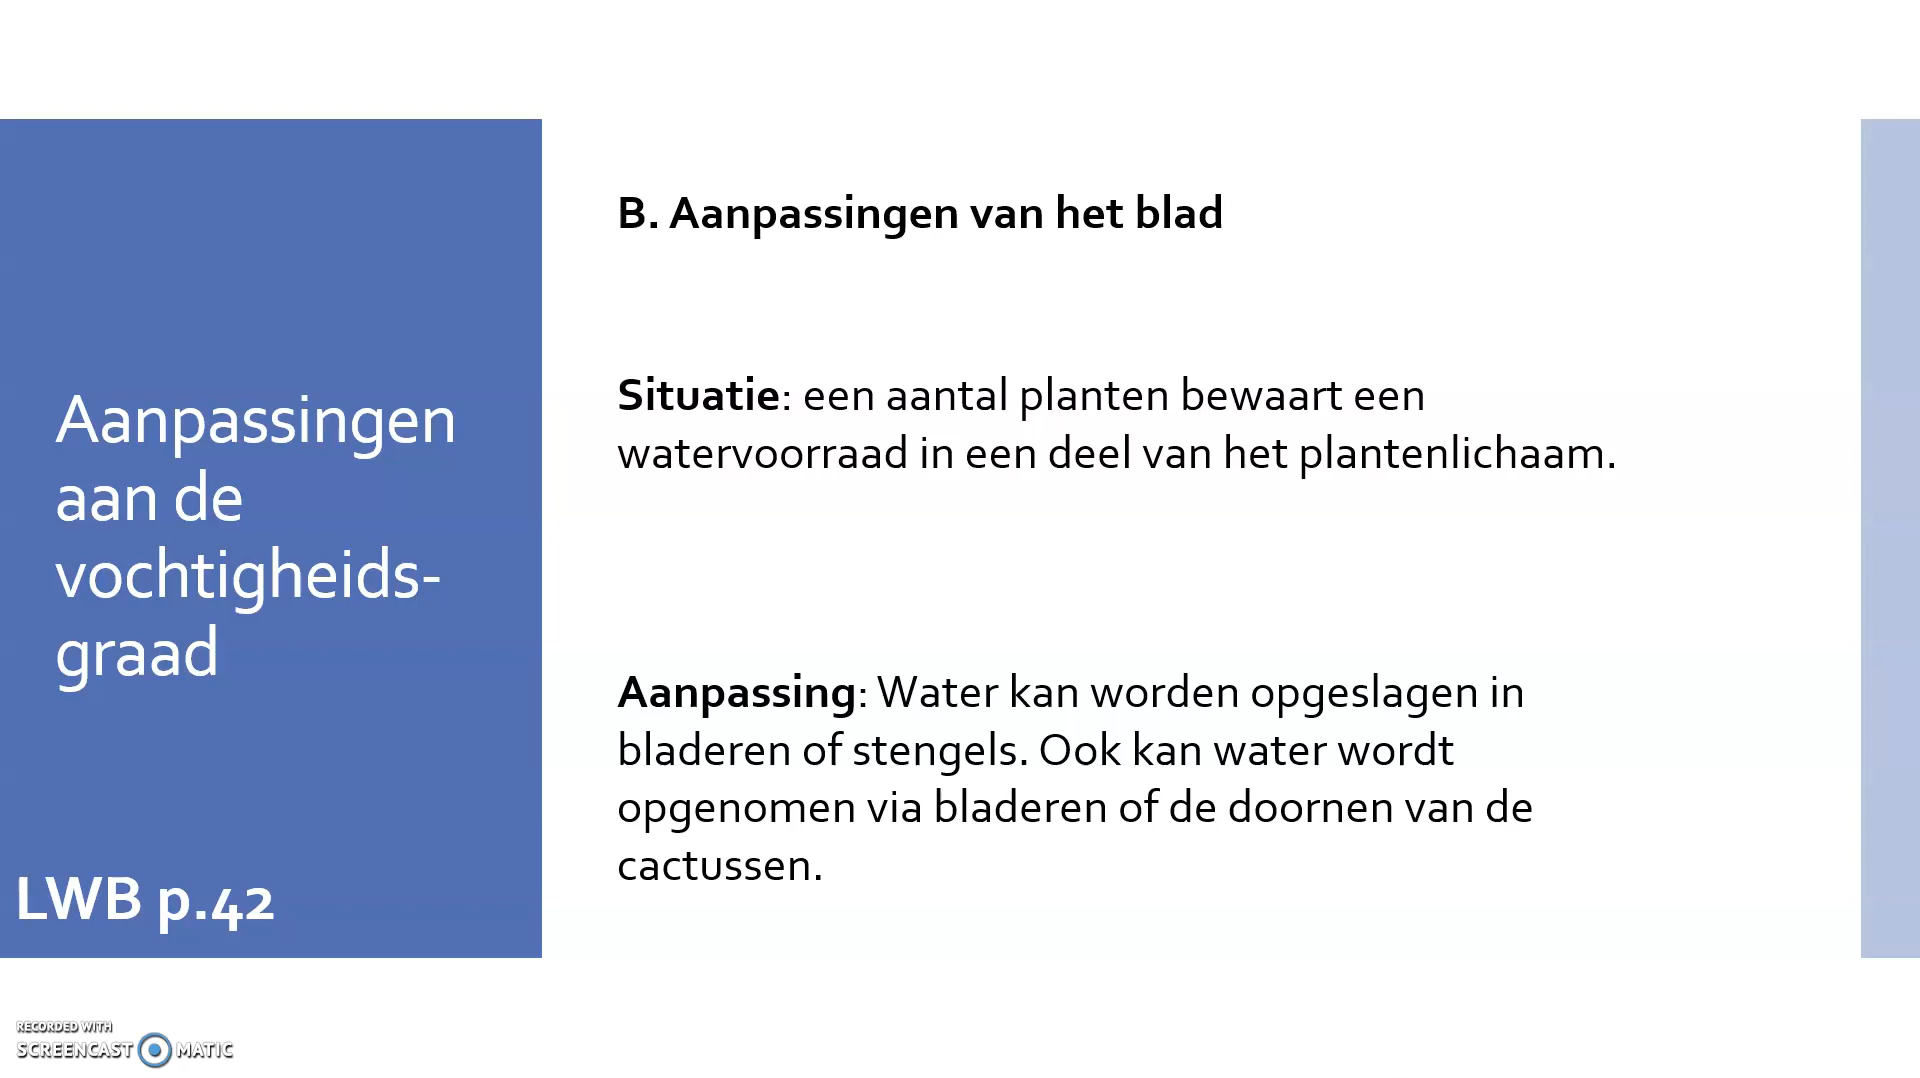 Aanpassingen
aan de
vochtigheids-
graad
LWB p.42
B. Aanpassingen van het blad
Situatie: een aantal planten bewaart een
watervoorraad in een deel van het plantenlichaam.
Aanpassing: Water kan worden opgeslagen in
bladeren of stengels. Ook kan water wordt
opgenomen via bladeren of de doornen van de
cactussen.
RECORDED WITH
SCREENCAST MATIC